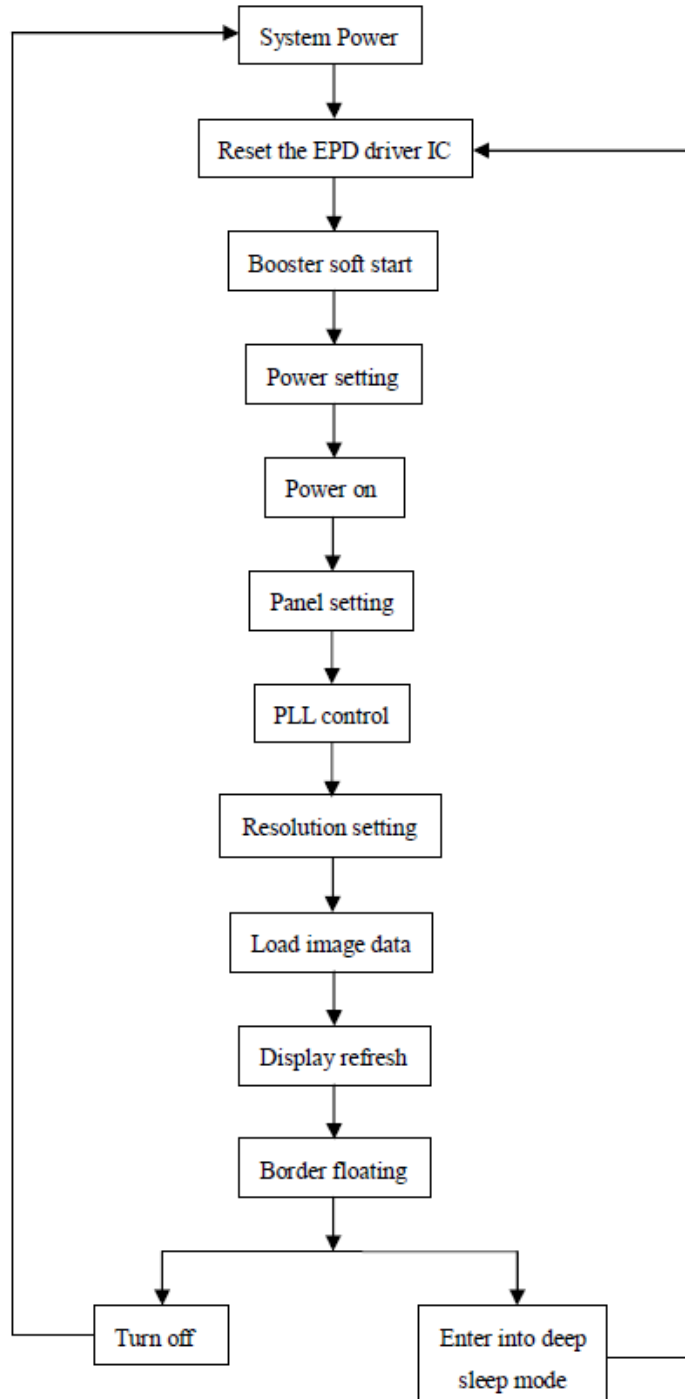 System Power
Reset the EPD driver IC
Booster soft start
Power setting
Power on
Panel setting
PLL control
Resolution setting
Load image data
Display refresh
Border floating
Turn off
Enter into deep
sleep mode